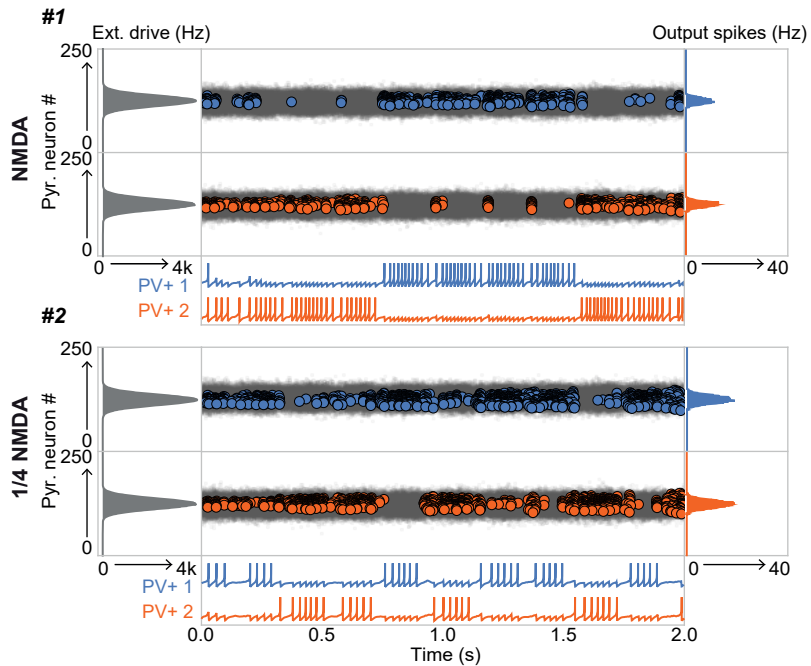 #1
Ext. drive (Hz)
Output spikes (Hz)
NMDA
Pyr. neuron #
250
0
250
0
0
4k
0
40
PV+ 1
PV+ 2
#2
1/4 NMDA
Pyr. neuron #
250
0
250
0
0
4k
0
40
PV+ 1
PV+ 2
0.0
0.5
1.0
1.5
2.0
Time (s)